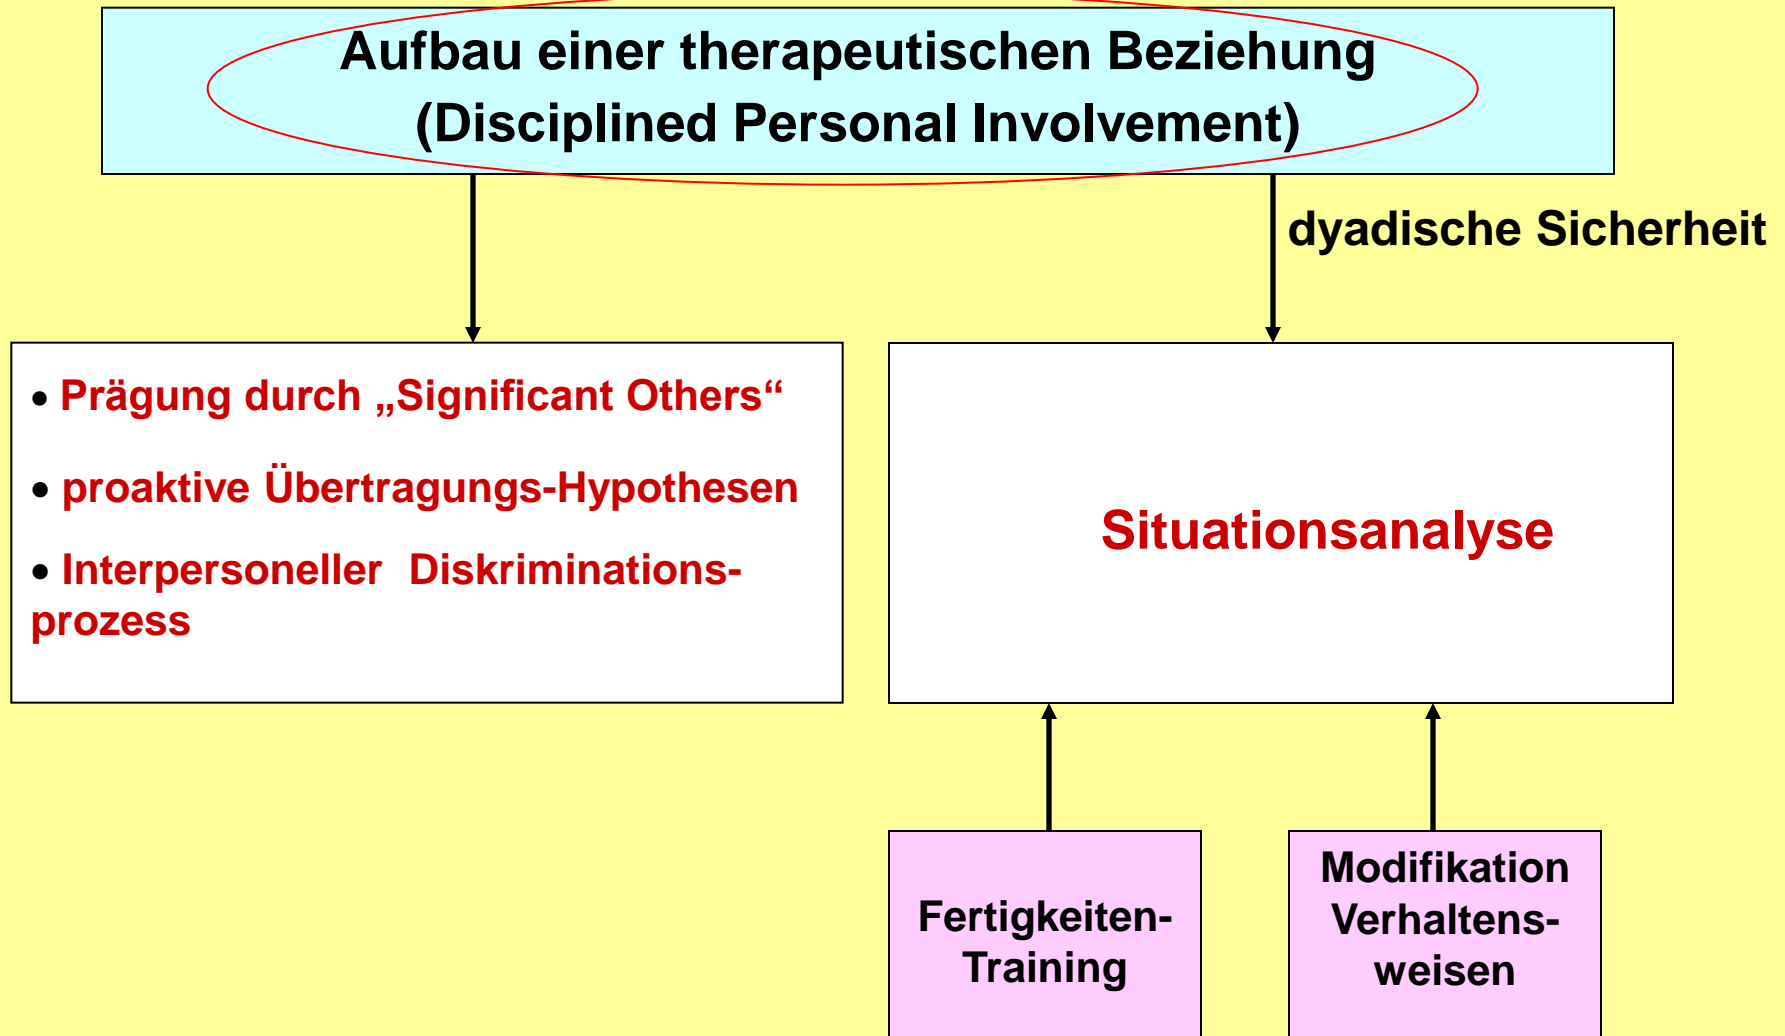 Aufbau einer therapeutischen Beziehung
(Disciplined Personal Involvement)
dyadische Sicherheit
• Prägung durch „Significant Others“
• proaktive Übertragungs-Hypothesen
• Interpersoneller Diskriminations-
prozess
Situationsanalyse
Fertigkeiten-
Training
Modifikation
Verhaltens-
weisen